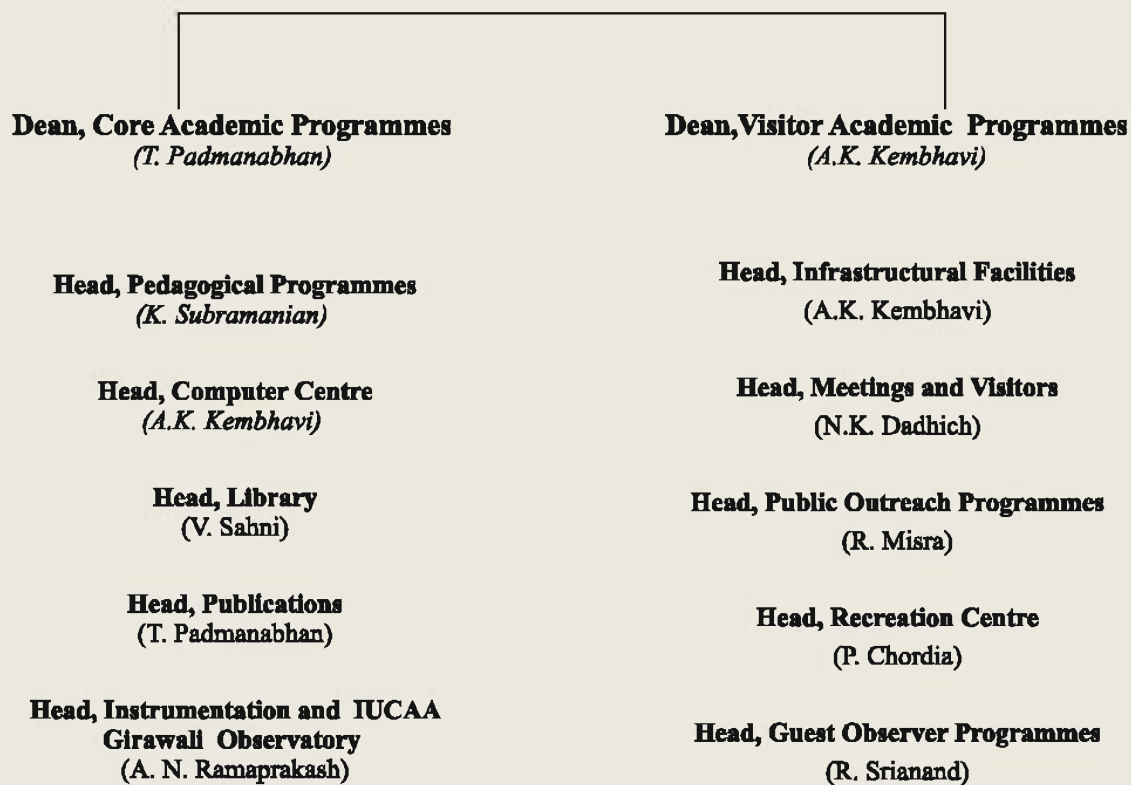 Dean, Core Academic Programmes
(T. Padmanabhan)
Head, Pedagogical Programmes
(K. Subramanian)
Head, Computer Centre
(A.K. Kembhavi)
Head, Library
(V. Sahni)
Head, Publications
(T. Padmanabhan)
Head, Instrumentation and IUCAA
Girawali Observatory
(A. N. Ramaprakash)
Dean,Visitor Academic Programmes
(A.K. Kembhavi)
Head, Infrastructural Facilities
(A.K. Kembhavi)
Head, Meetings and Visitors
(N.K. Dadhich)
Head, Public Outreach Programmes
(R. Misra)
Head, Recreation Centre
(P. Chordia)
Head, Guest Observer Programmes
(R. Srianand)